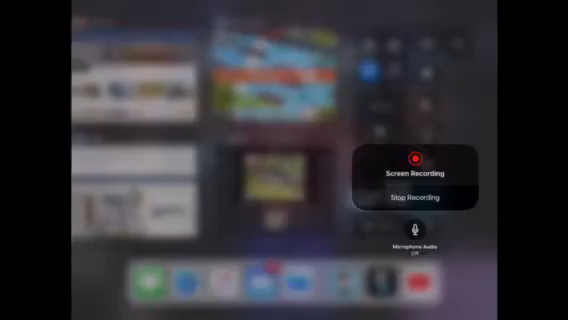 Screen Recording
Stop Recording
Microphone Audio
Off